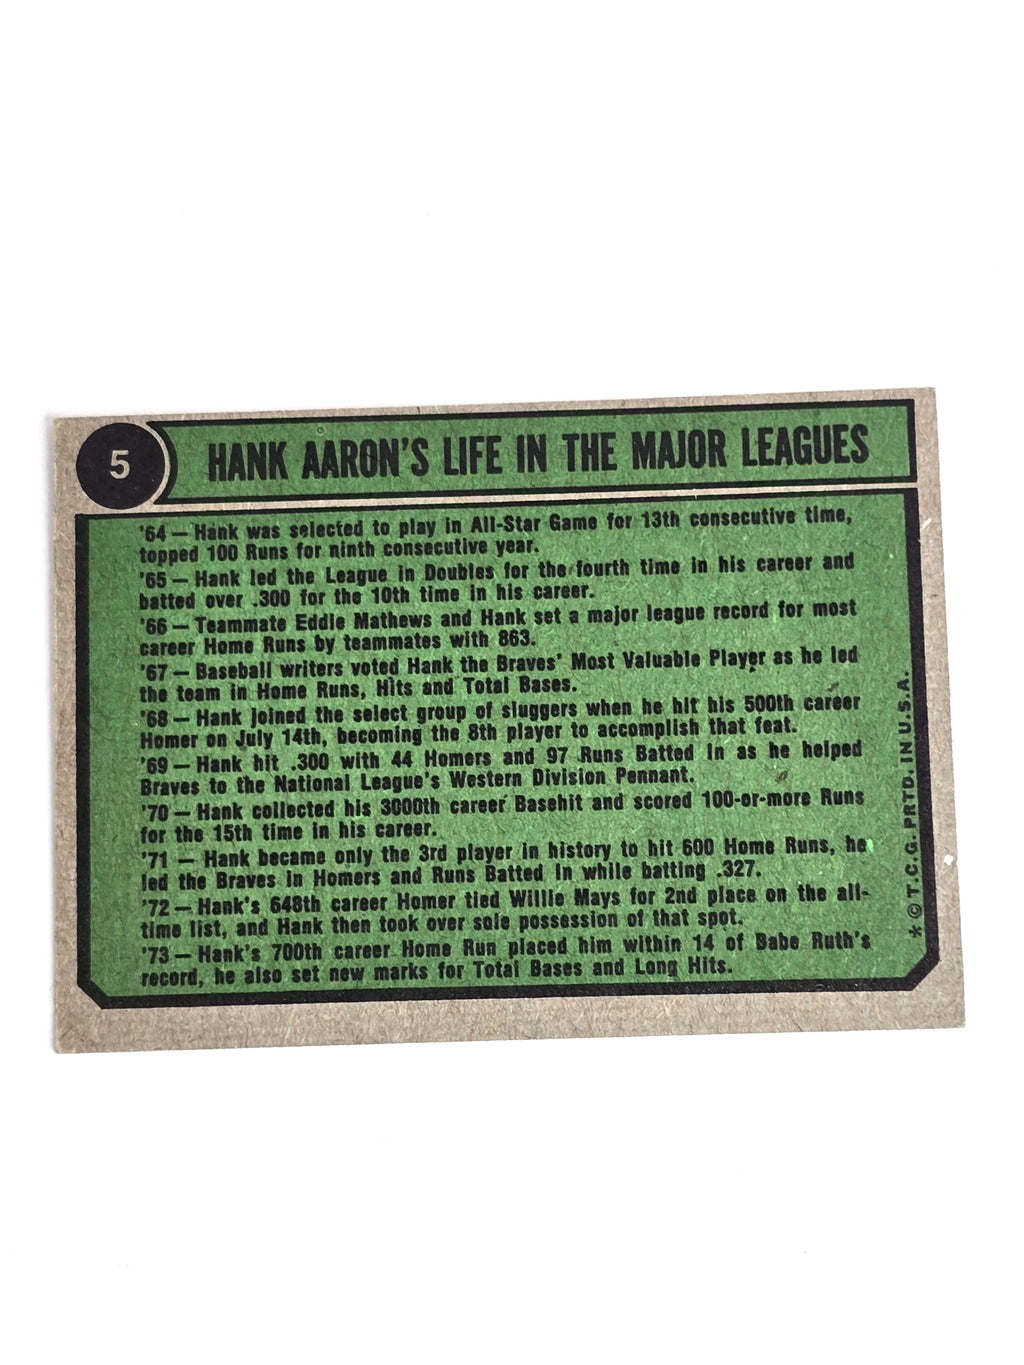 5
HANK AARON'S LIFE IN THE MAJOR LEAGUES
'64 — Hank was selected to play in All-Star Game for 13th consecutive time,
topped 100 Runs for ninth consecutive year.
'65 — Hank led the League in Doubles for the fourth time in his career and
batted over .300 for the 10th time in his career.
'66 — Teammate Eddie Mathews and Hank set a major league record for most
career Home Runs by teammates with 863.
'67 — Baseball writers voted Hank the Braves' Most Valuable Player as he led
the team in Home Runs, Hits and Total Bases.
'68 — Hank joined the select group of sluggers when he hit his 500th career
Homer on July 14th, becoming the 8th player to accomplish that feat.
'69 — Hank hit .300 with 44 Homers and 97 Runs Batted In as he helped
Braves to the National League's Western Division Pennant.
'70 — Hank collected his 3000th career Basehit and scored 100-or-more Runs
for the 15th time in his career.
'71 — Hank became only the 3rd player in history to hit 600 Home Runs, he
led the Braves in Homers and Runs Batted In while batting .327.
'72 — Hank's 648th career Homer tied Willie Mays for 2nd place on the all-
time list, and Hank then took over sole possession of that spot.
'73 — Hank's 700th career Home Run placed him within 14 of Babe Ruth's
record, he also set new marks for Total Bases and Long Hits.
* © T.C.G. PRTD. IN U.S.A.